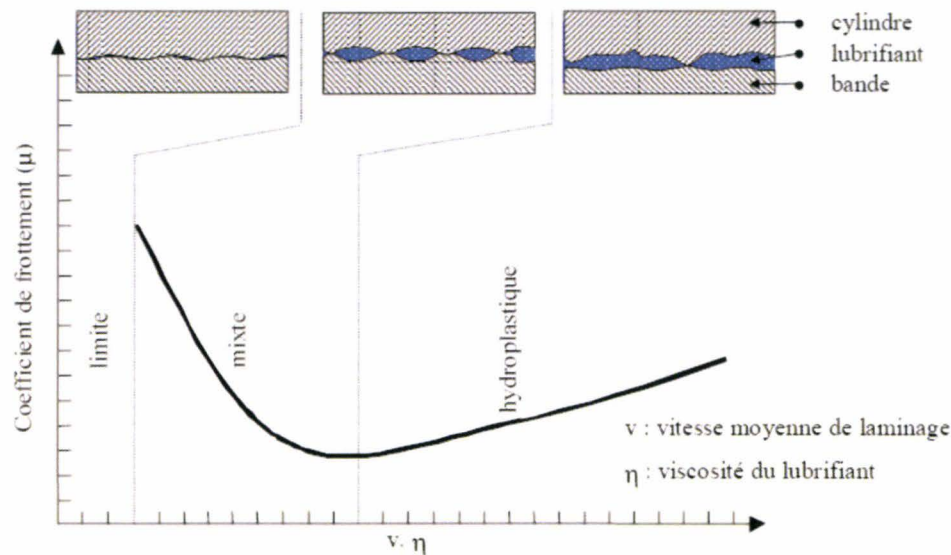 cylindre
lubrifiant
bande
Coefficient de frottement (μ)
limite
mixte
hydroplastique
v : vitesse moyenne de laminage
η : viscosité du lubrifiant
v. η